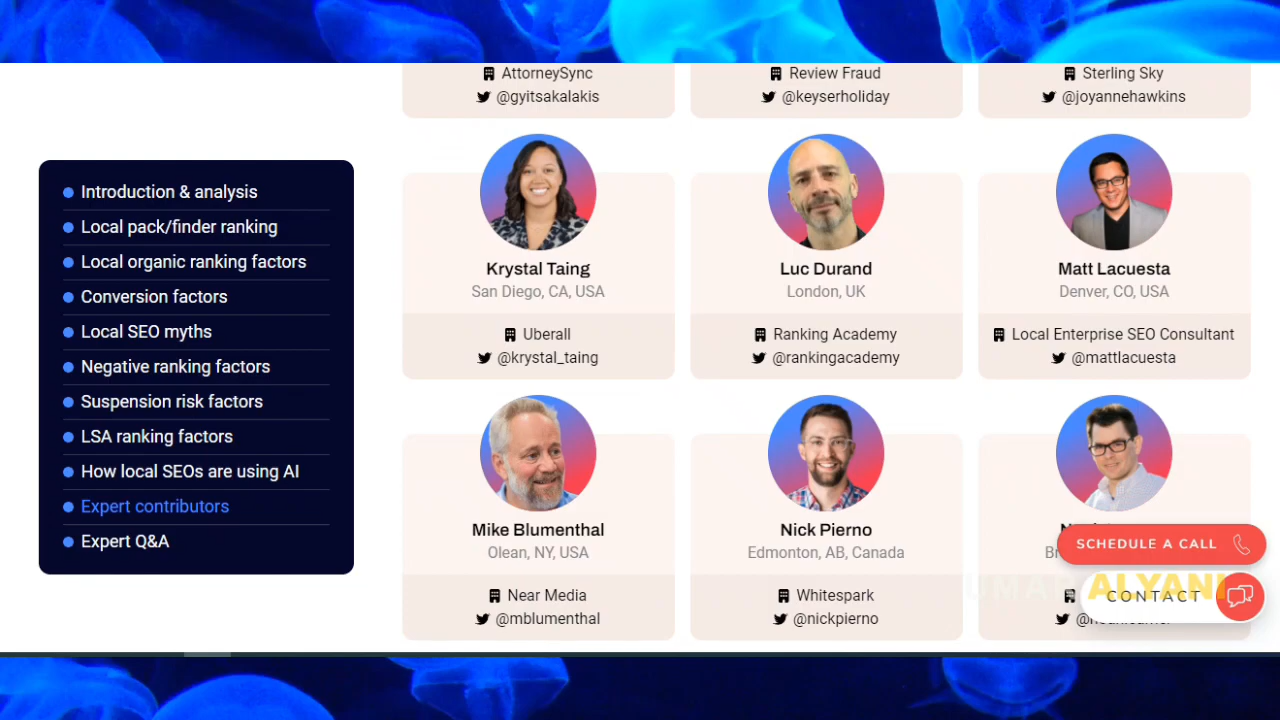 AttorneySync
@gyitsakalakis
Review Fraud
@keyserholiday
Sterling Sky
@joyannehawkins
Introduction & analysis
Local pack/finder ranking
Local organic ranking factors
Conversion factors
Local SEO myths
Negative ranking factors
Suspension risk factors
LSA ranking factors
How local SEOs are using AI
Expert contributors
Expert Q&A
Krystal Taing
San Diego, CA, USA
Uberall
@krystal_taing
Luc Durand
London, UK
Ranking Academy
@rankingacademy
Matt Lacuesta
Denver, CO, USA
Local Enterprise SEO Consultant
@mattlacuesta
Mike Blumenthal
Olean, NY, USA
Near Media
@mblumenthal
Nick Pierno
Edmonton, AB, Canada
Whitespark
@nickpierno
SCHEDULE A CALL
ALYANI
CONTACT